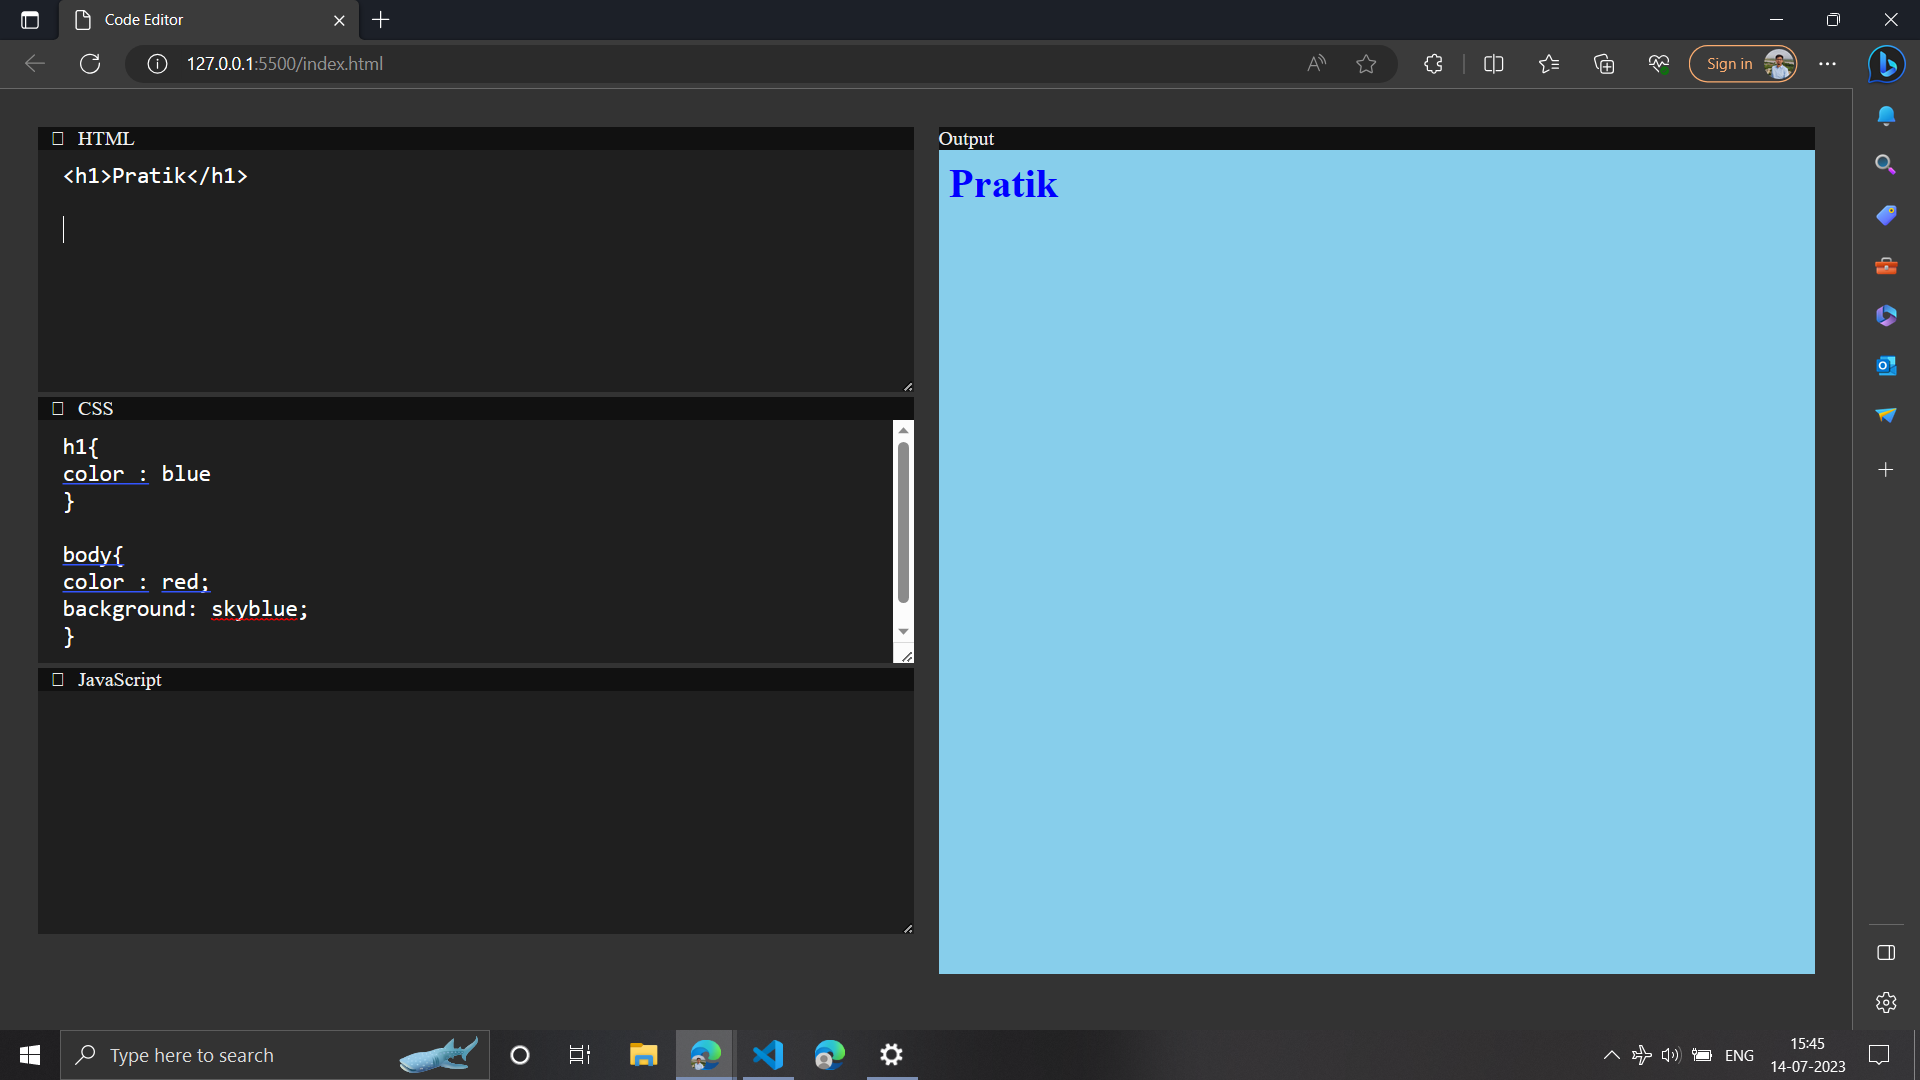 Code Editor
127.0.0.1:5500/index.html
Sign in
HTML
<h1>Pratik</h1>
CSS
h1{
color : blue
}
body{
color : red;
background: skyblue;
}
JavaScript
Output
Pratik
Type here to search
ENG
15:45
14-07-2023